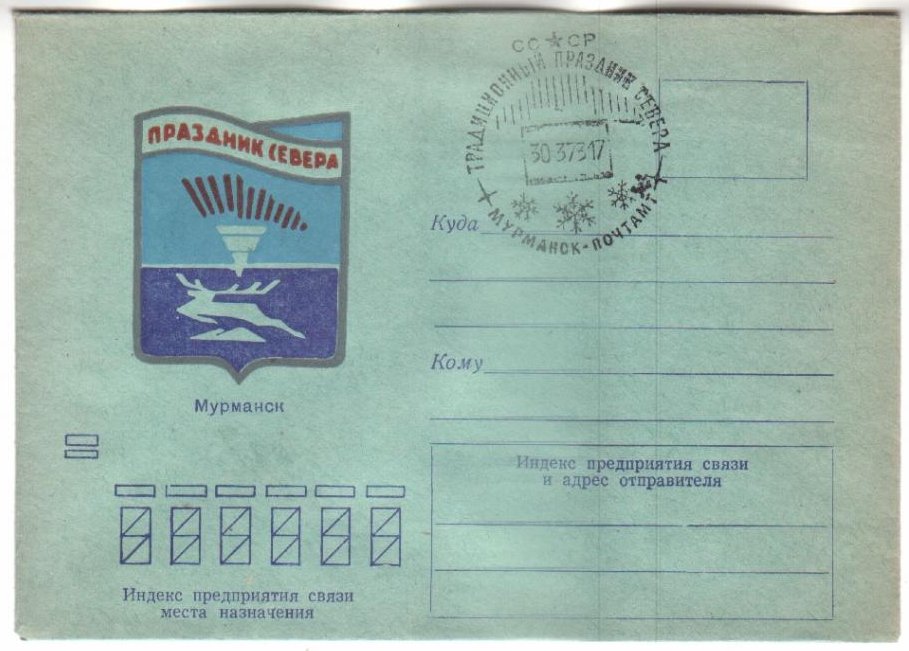 ПРАЗДНИК СЕВЕРА
Мурманск
СССР
ТРАДИЦИОННЫЙ ПРАЗДНИК СЕВЕРА
30 3 73 17
МУРМАНСК-ПОЧТАМТ
Куда
Кому
Индекс предприятия связи
и адрес отправителя
Индекс предприятия связи
места назначения